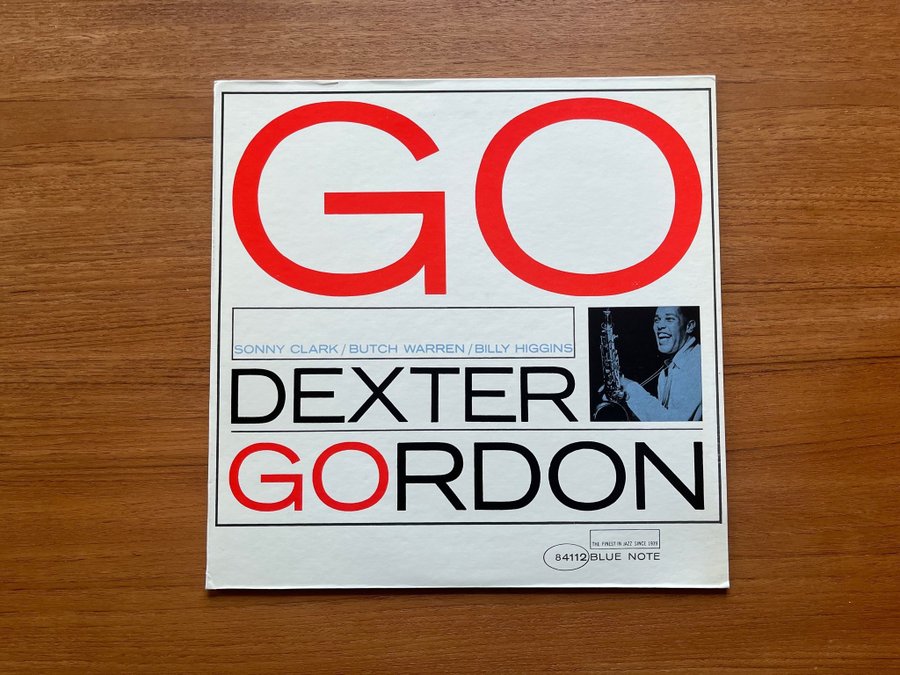 GO
SONNY CLARK/BUTCH WARREN/BILLY HIGGINS
DEXTER
GORDON
THE FINEST IN JAZZ SINCE 1939
84112 BLUE NOTE